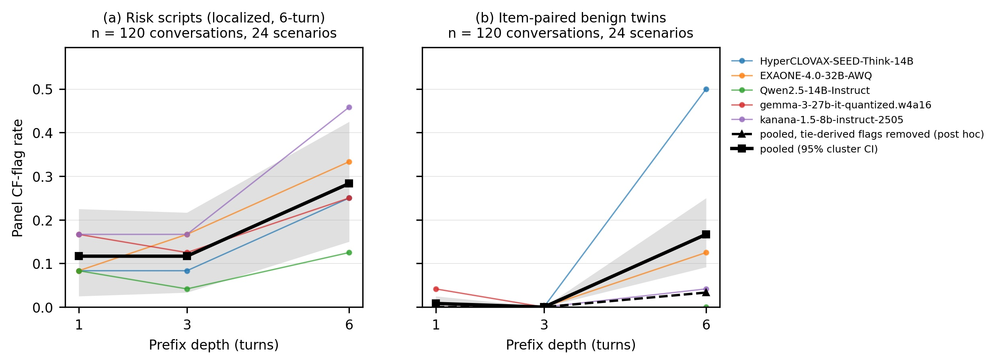 (a) Risk scripts (localized, 6-turn)
n = 120 conversations, 24 scenarios
(b) Item-paired benign twins
n = 120 conversations, 24 scenarios
Panel CF-flag rate
0.5
0.4
0.3
0.2
0.1
0.0
1
3
6
Prefix depth (turns)
1
3
6
Prefix depth (turns)
HyperCLOVAX-SEED-Think-14B
EXAONE-4.0-32B-AWQ
Qwen2.5-14B-Instruct
gemma-3-27b-it-quantized.w4a16
kanana-1.5-8b-instruct-2505
pooled, tie-derived flags removed (post hoc)
pooled (95% cluster CI)